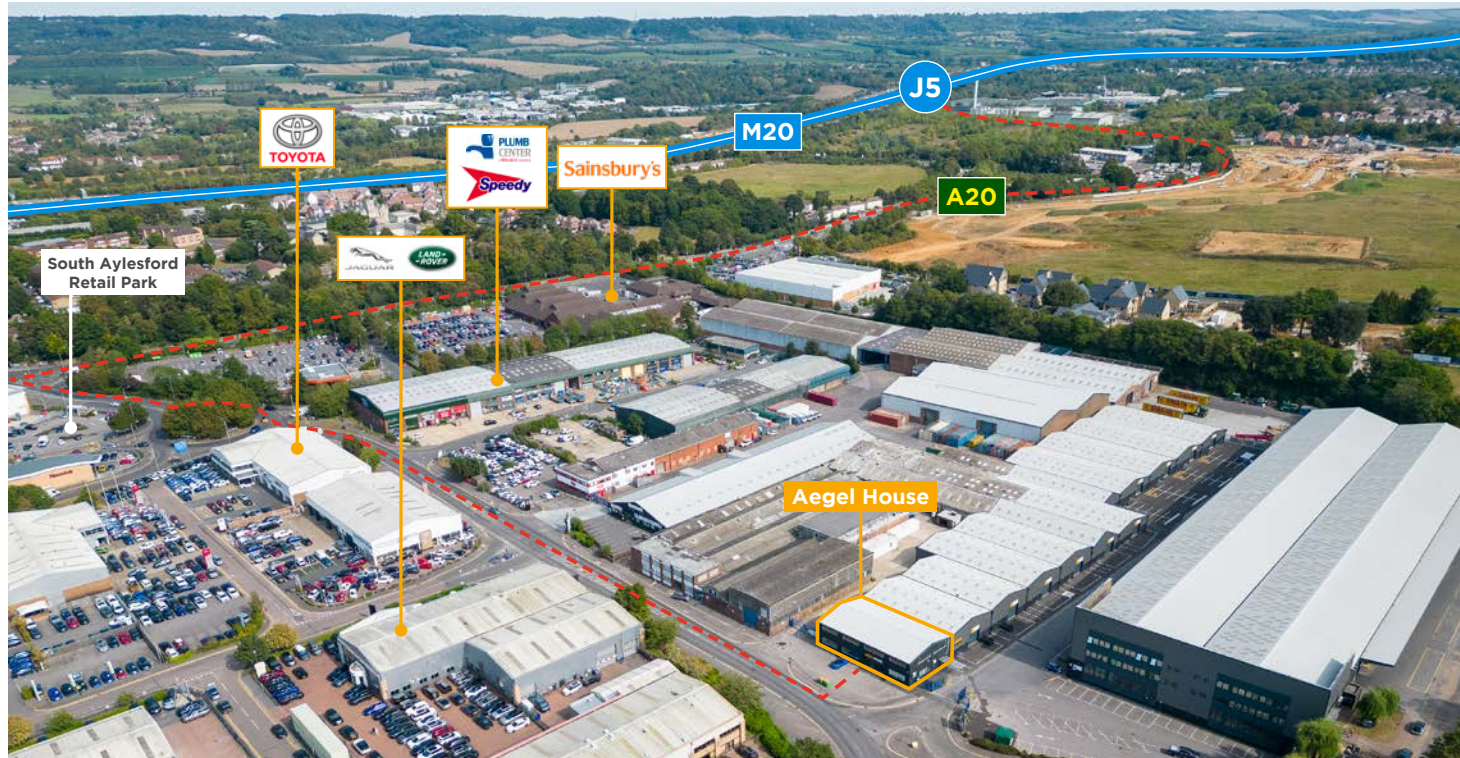 J5
M20
TOYOTA
PLUMB
CENTER
Speedy
Sainsbury's
A20
JAGUAR
LAND-
ROVER
South Aylesford
Retail Park
Aegel House